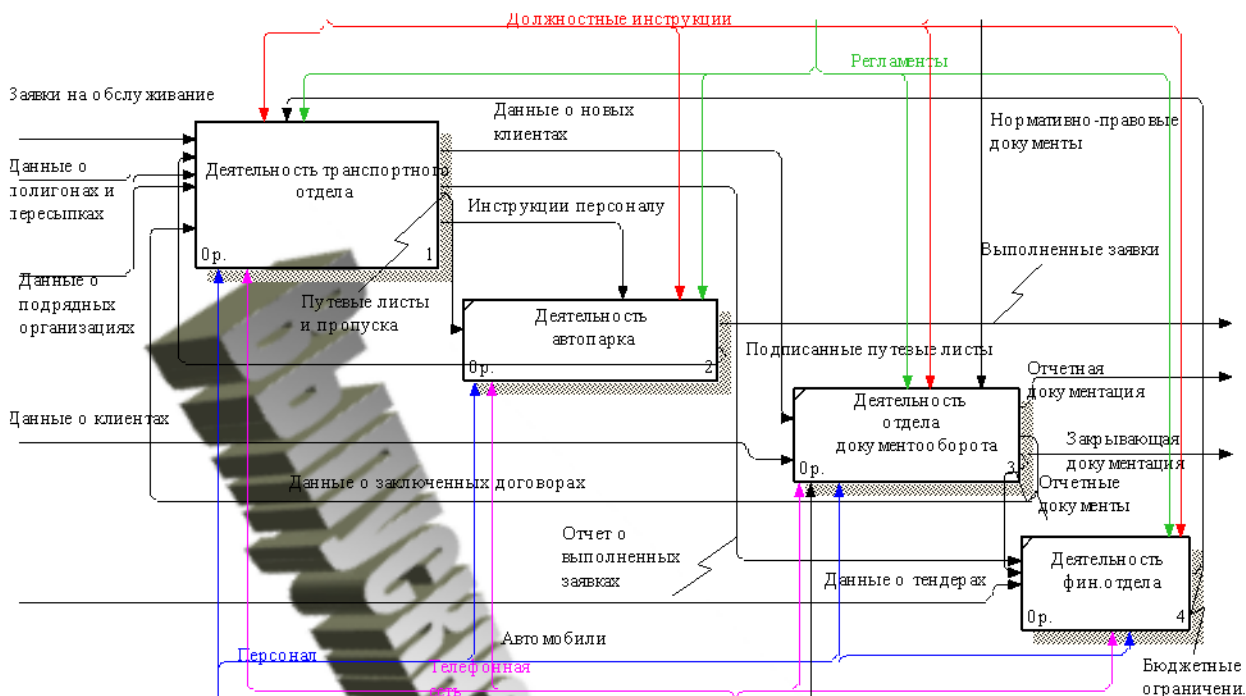 Должностные инструкции
Регламенты
Заявки на обслуживание
Данные о новых
клиентах
Нормативно-правовые
документы
Данные о
полигонах и
пересыпках
Деятельность транспортного
отдела
0р. 1
Инструкции персоналу
Выполненные заявки
Данные о
подрядных
организациях
Путевые листы
и пропуска
Деятельность
автопарка
0р. 2
Подписанные путевые листы
Отчетная
документация
Данные о клиентах
Деятельность
отдела
документооборота
0р. 3
Закрывающая
документация
Данные о заключенных договорах
Отчетные
документы
Отчет о
выполненных
заявках
Данные о тендерах
Деятельность
фин.отдела
0р. 4
Автомобили
Персонал
Телефонная
сеть
Бюджетные